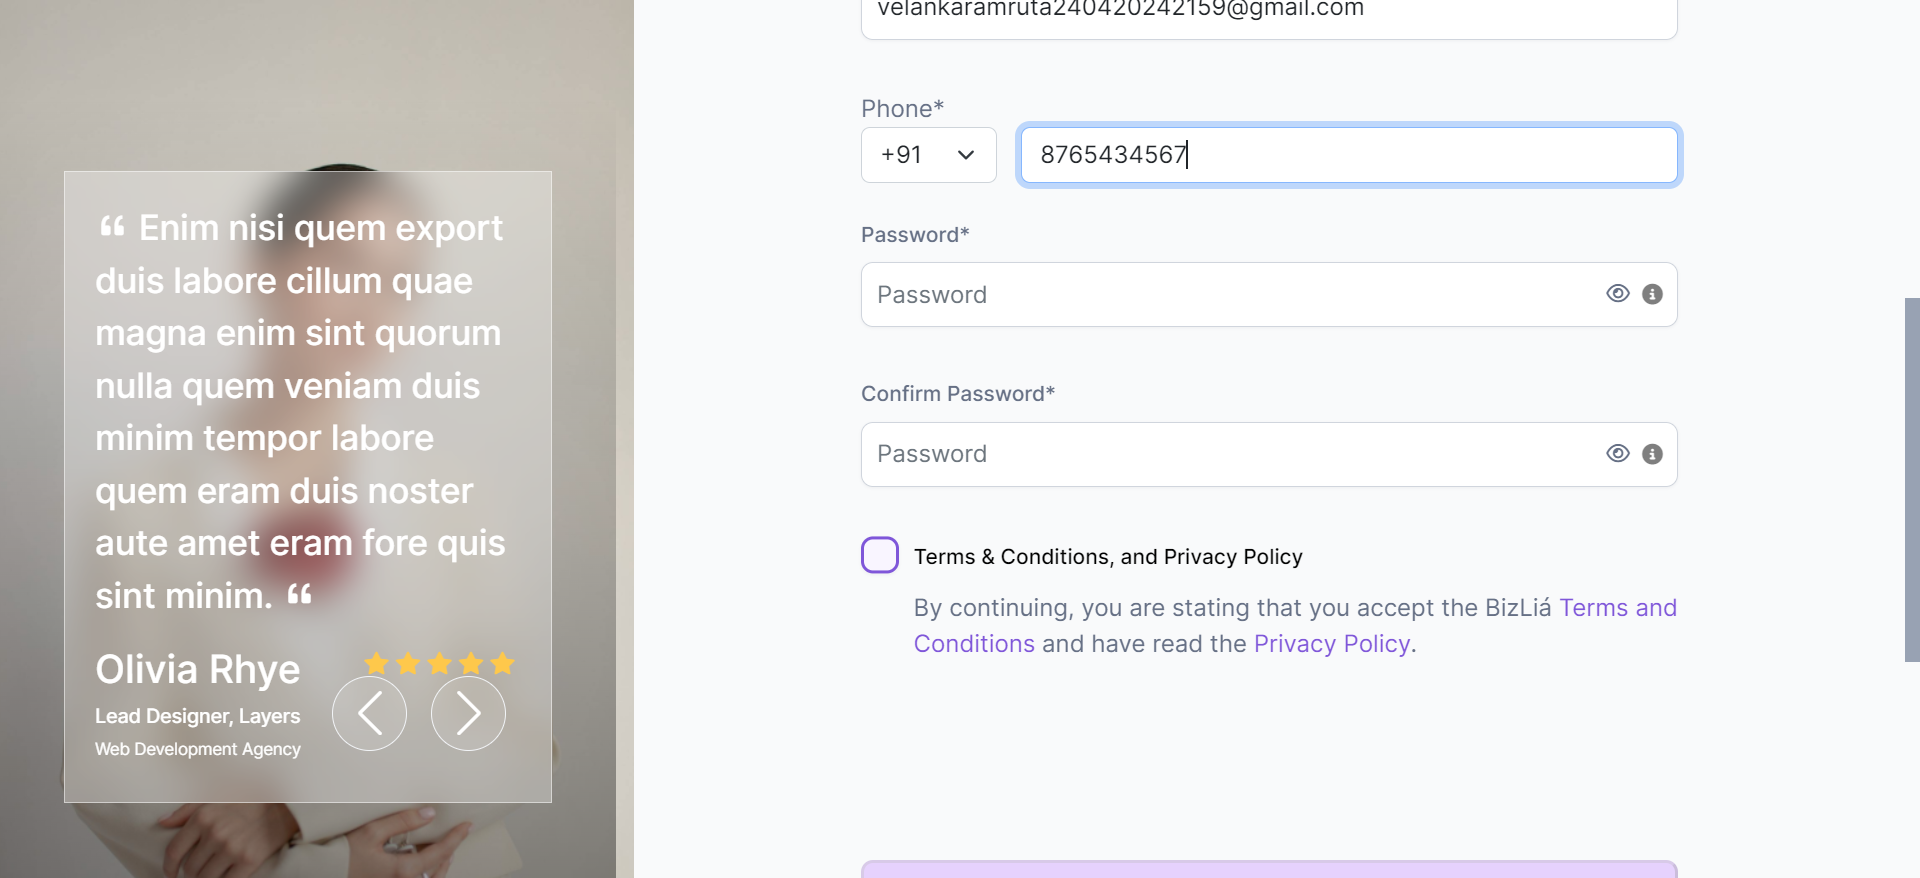 “ Enim nisi quem export
duis labore cillum quae
magna enim sint quorum
nulla quem veniam duis
minim tempor labore
quem eram duis noster
aute amet eram fore quis
sint minim. “
Olivia Rhye
Lead Designer, Layers
Web Development Agency
velankaramruta240420242159@gmail.com
Phone*
+91 8765434567
Password*
Password
Confirm Password*
Password
Terms & Conditions, and Privacy Policy
By continuing, you are stating that you accept the BizLiá Terms and
Conditions and have read the Privacy Policy.